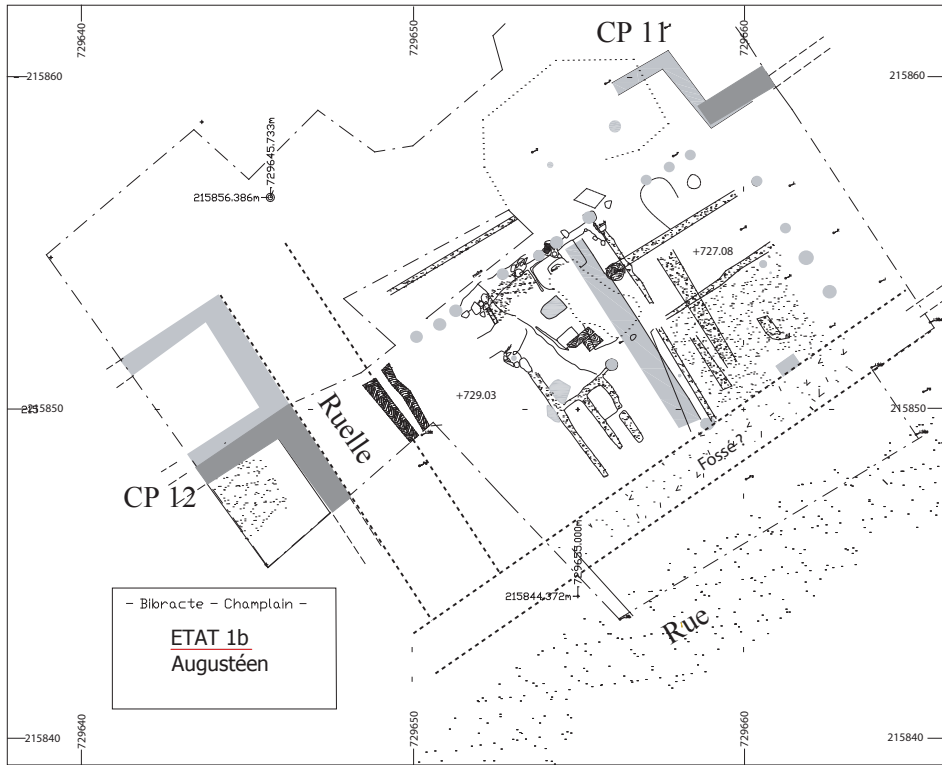 729640
729650
729660
CP 11
215860
215860
729645.733m
215856.386m
+727.08
+729.03
215850
Ruelle
Fossé ?
CP 12
729655.000m
215844.372m
Rue
- Bibracte - Champlain -
ETAT 1b
Augustéen
215840
215840
729640
729650
729660